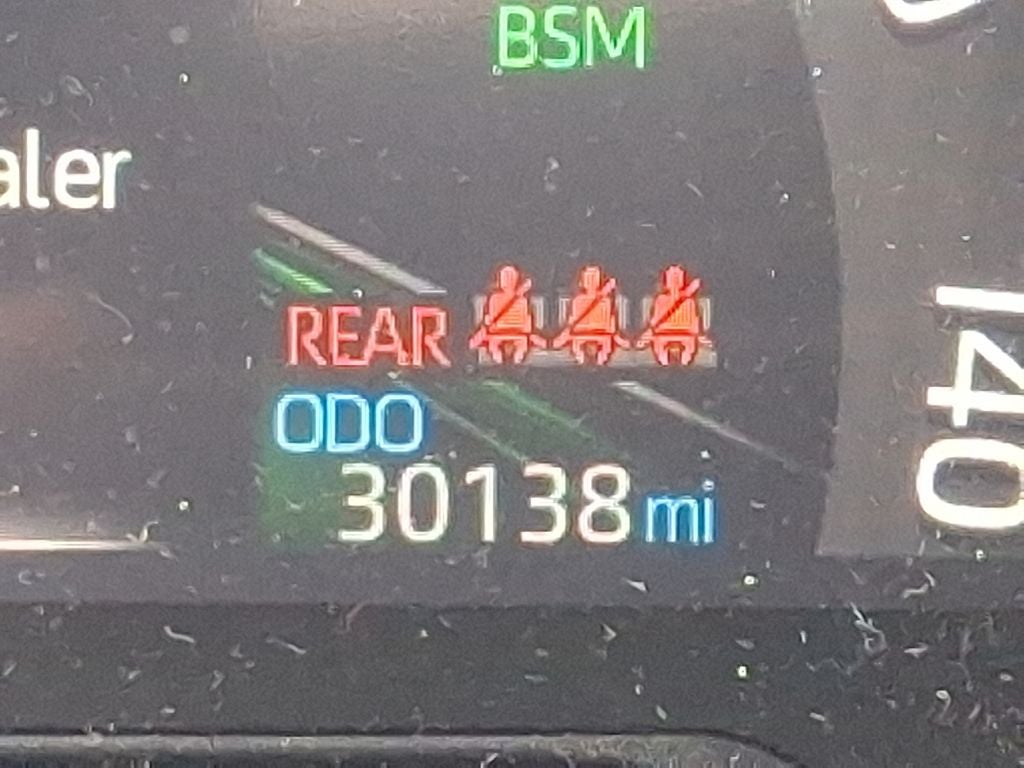 BSM
aler
REAR
ODO
30138 mi
140